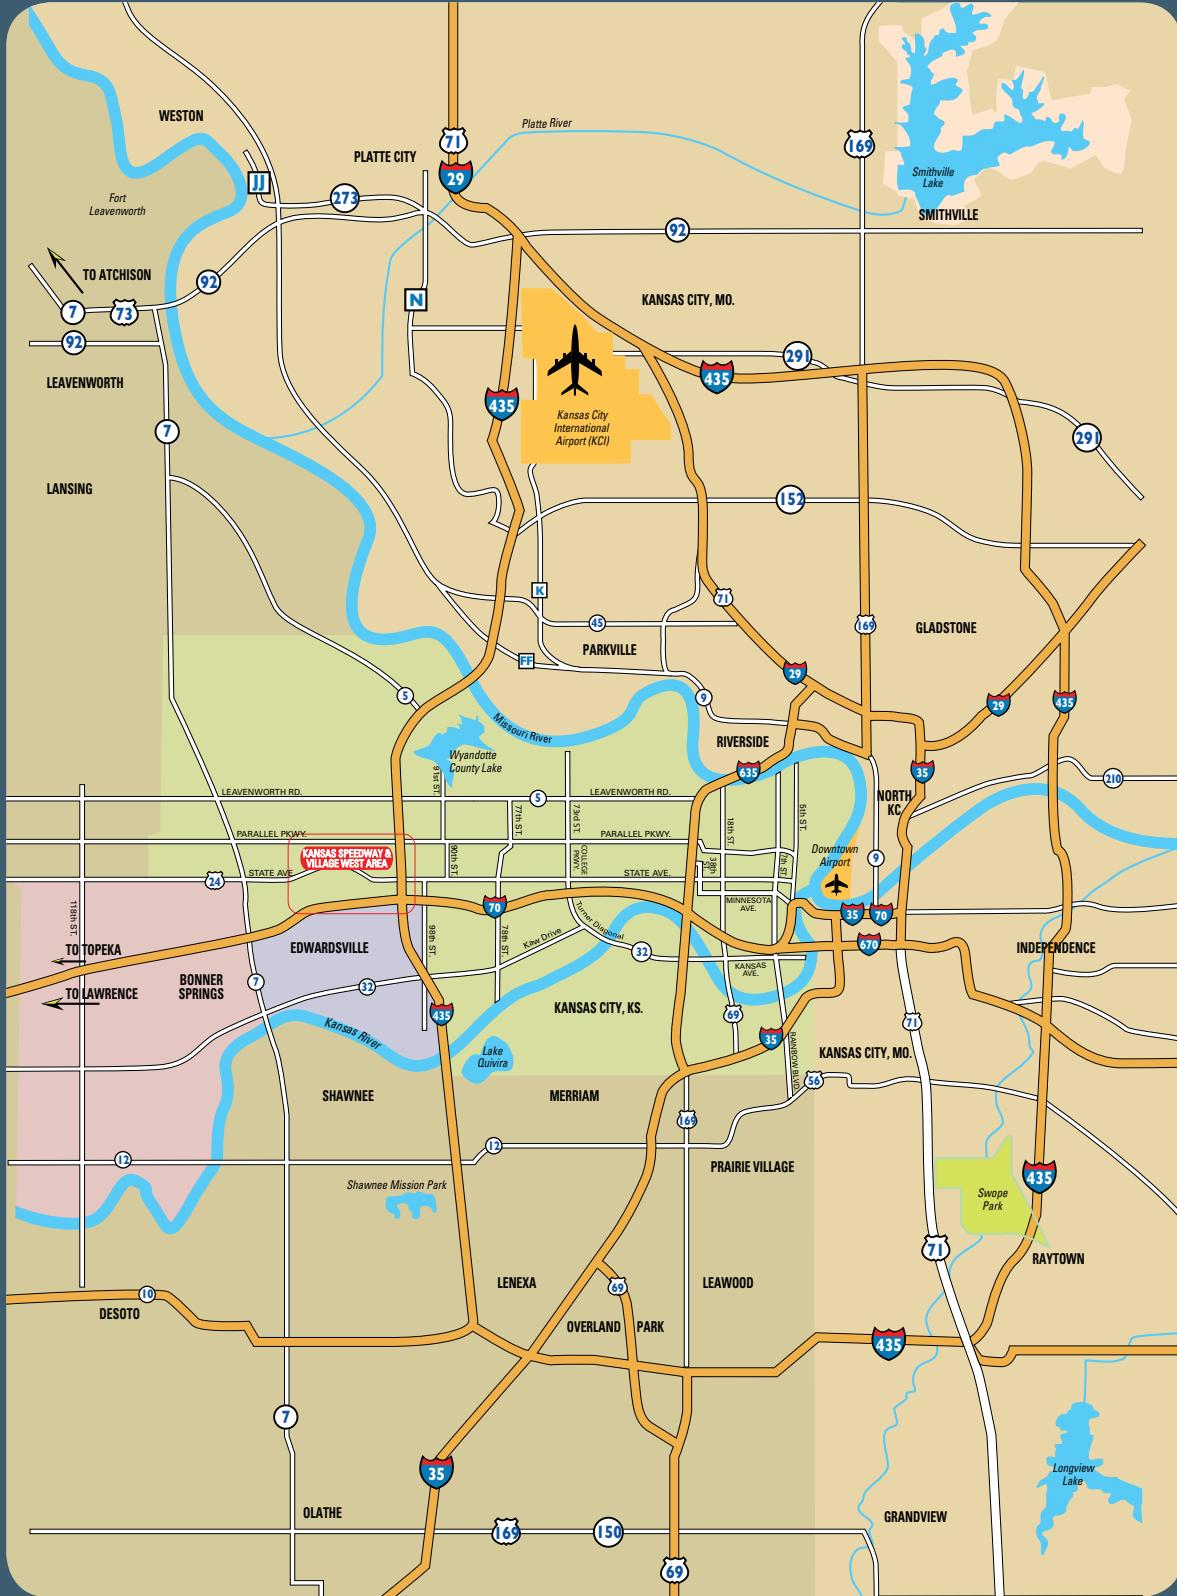 WESTON
71
169
Platte River
PLATTE CITY
29
JJ
273
Smithville
Lake
Fort
Leavenworth
SMITHVILLE
92
TO ATCHISON
92
KANSAS CITY, MO.
N
7
73
92
291
LEAVENWORTH
435
435
Kansas City
International
Airport (KCI)
7
291
LANSING
152
K
71
45
169
GLADSTONE
PARKVILLE
FF
29
5
9
29
435
Missouri River
RIVERSIDE
Wyandotte
County Lake
635
35
210
91st ST.
LEAVENWORTH RD.
5
LEAVENWORTH RD.
NORTH
KC
77th ST.
73rd ST.
18th ST.
5th ST.
PARALLEL PKWY.
PARALLEL PKWY.
KANSAS SPEEDWAY &
VILLAGE WEST AREA
90th ST.
COLLEGE
PKWY.
38th
ST.
7th ST.
Downtown
Airport
9
24
STATE AVE.
STATE AVE.
118th ST.
70
MINNESOTA
AVE.
35
70
Turner Diagonal
98th ST.
78th ST.
Kaw Drive
670
TO TOPEKA
EDWARDSVILLE
32
INDEPENDENCE
KANSAS
AVE.
BONNER
SPRINGS
7
32
TO LAWRENCE
KANSAS CITY, KS.
435
69
71
Kansas River
35
Lake
Quivira
RAINBOW BLVD.
KANSAS CITY, MO.
56
SHAWNEE
MERRIAM
169
12
12
PRAIRIE VILLAGE
435
Shawnee Mission Park
Swope
Park
71
RAYTOWN
LENEXA
69
LEAWOOD
10
DESOTO
OVERLAND PARK
435
7
35
Longview
Lake
OLATHE
GRANDVIEW
169
150
69